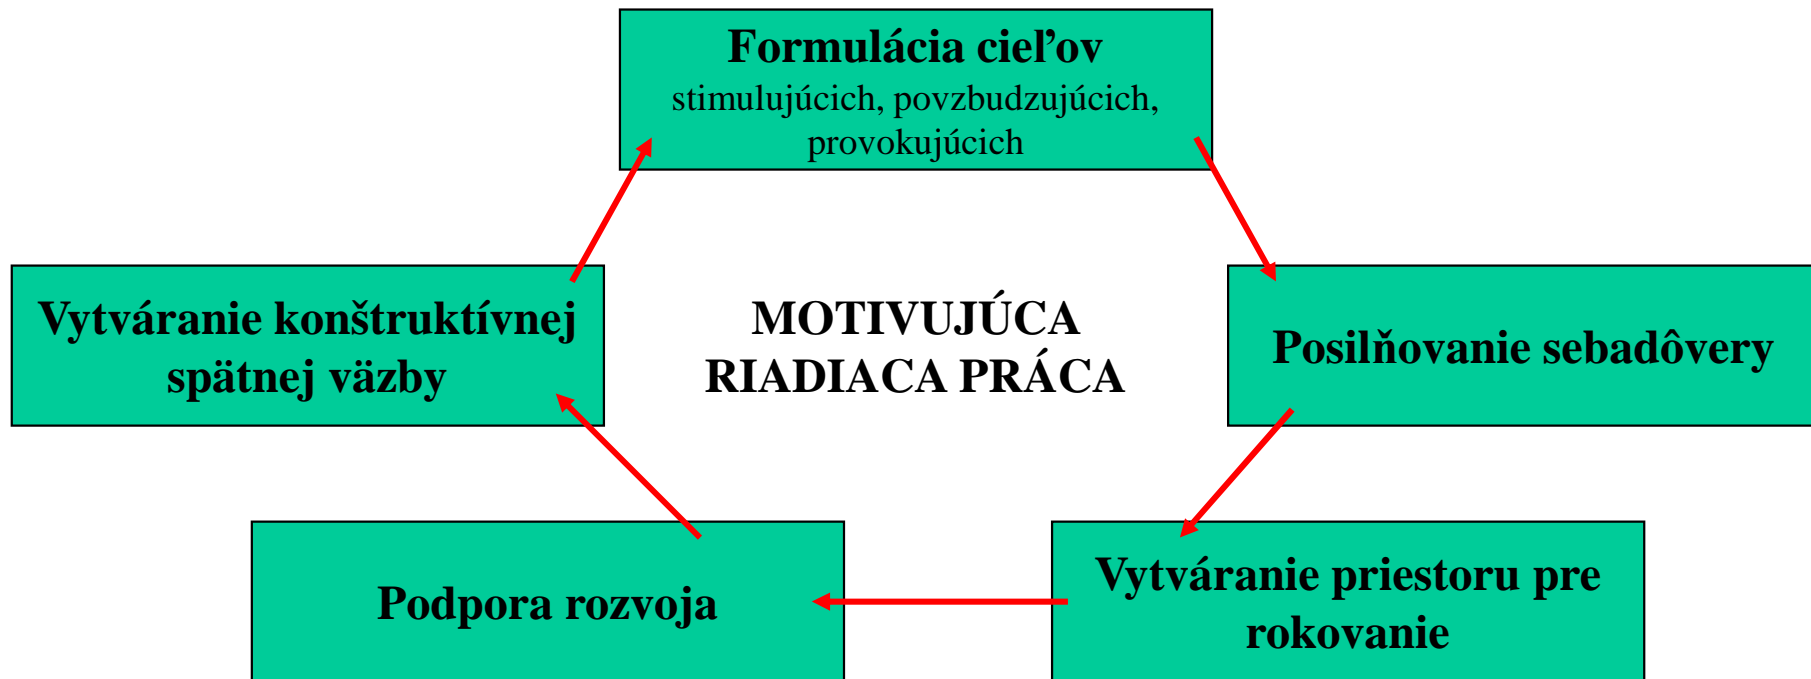 Formulácia cieľov
stimulujúcich, povzbudzujúcich,
provokujúcich
Vytváranie konštruktívnej
spätnej väzby
MOTIVUJÚCA
RIADIACA PRÁCA
Posilňovanie sebadôvery
Podpora rozvoja
Vytváranie priestoru pre
rokovanie